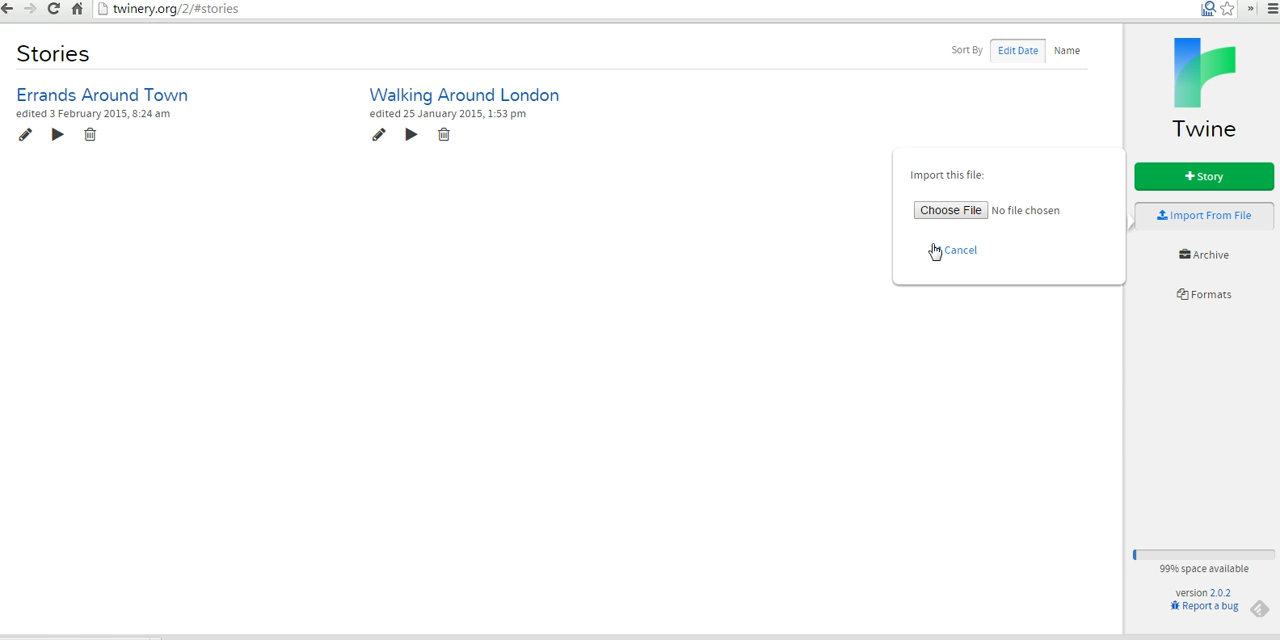 twinery.org/2/#stories
»
Stories
Sort By Edit Date Name
Errands Around Town
edited 3 February 2015, 8:24 am
Walking Around London
edited 25 January 2015, 1:53 pm
Import this file:
Choose File No file chosen
Cancel
Twine
+ Story
Import From File
Archive
Formats
99% space available
version 2.0.2
Report a bug